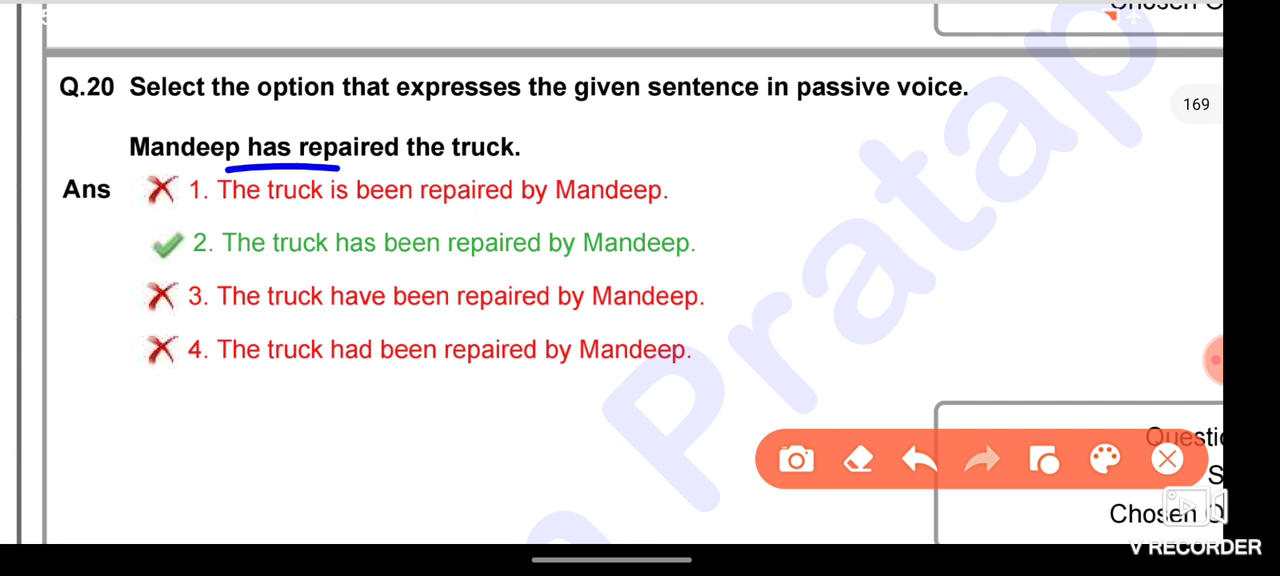 Q.20 Select the option that expresses the given sentence in passive voice.
169
Mandeep has repaired the truck.
Ans 1. The truck is been repaired by Mandeep.
2. The truck has been repaired by Mandeep.
3. The truck have been repaired by Mandeep.
4. The truck had been repaired by Mandeep.
Pratap
Chosen
V RECORDER